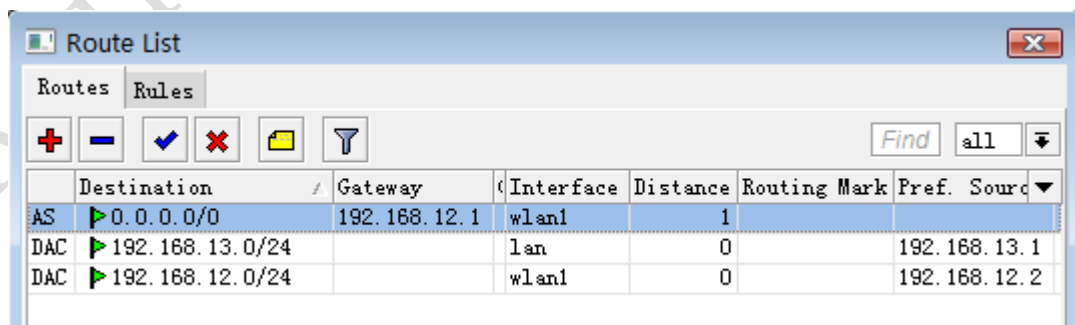 Route List
Routes Rules
Find all
Destination Gateway Interface Distance Routing Mark Pref. Sourc
AS 0.0.0.0/0 192.168.12.1 wlan1 1
DAC 192.168.13.0/24 lan 0 192.168.13.1
DAC 192.168.12.0/24 wlan1 0 192.168.12.2